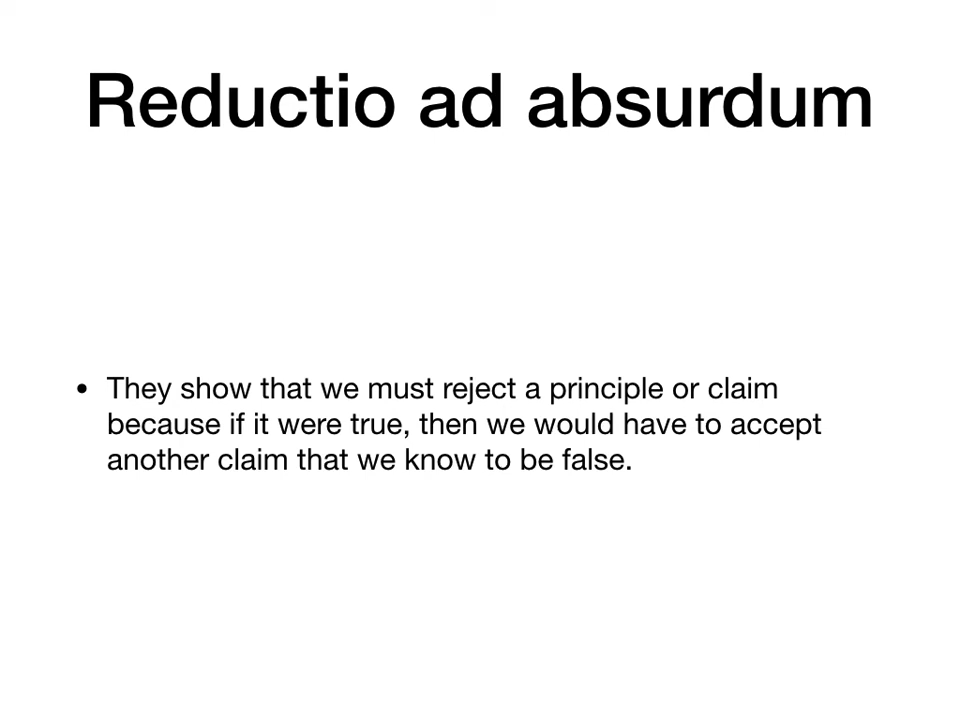 Reductio ad absurdum
• They show that we must reject a principle or claim
because if it were true, then we would have to accept
another claim that we know to be false.